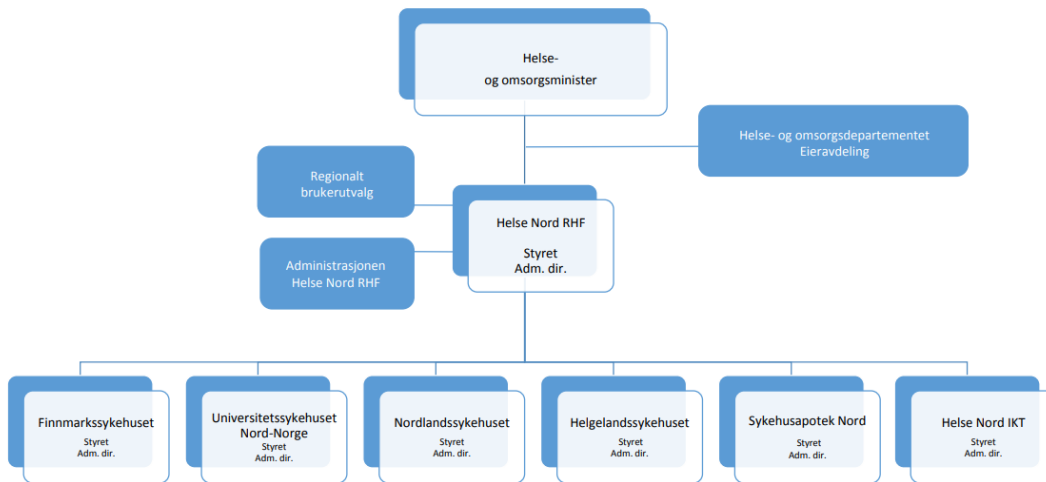 Helse-
og omsorgsminister
Helse- og omsorgsdepartementet
Eieravdeling
Regionalt
brukerutvalg
Helse Nord RHF
Styret
Adm. dir.
Administrasjonen
Helse Nord RHF
Finnmarkssykehuset
Styret
Adm. dir.
Universitetssykehuset
Nord-Norge
Styret
Adm. dir.
Nordlandssykehuset
Styret
Adm. dir.
Helgelandssykehuset
Styret
Adm. dir.
Sykehusapotek Nord
Styret
Adm. dir.
Helse Nord IKT
Styret
Adm. dir.